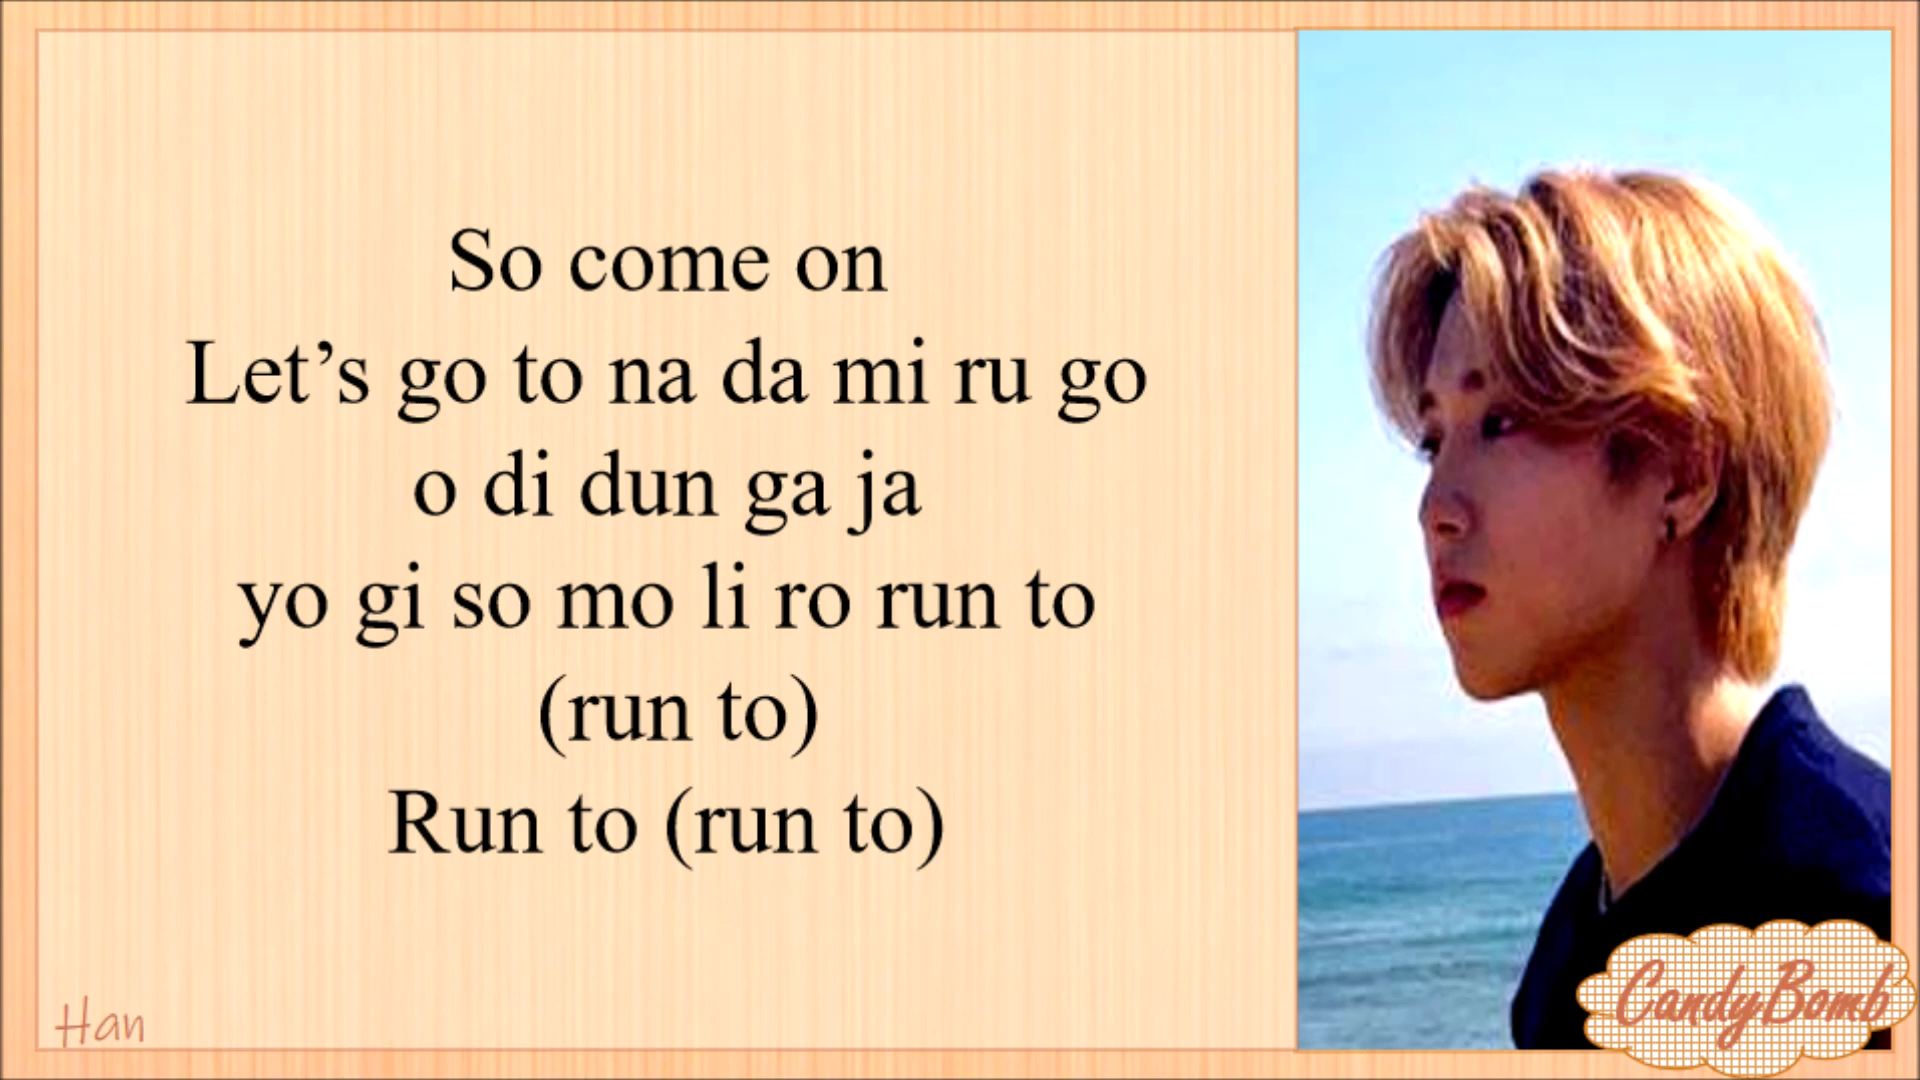 So come on
Let’s go to na da mi ru go
o di dun ga ja
yo gi so mo li ro run to
(run to)
Run to (run to)
Han
CandyBomb